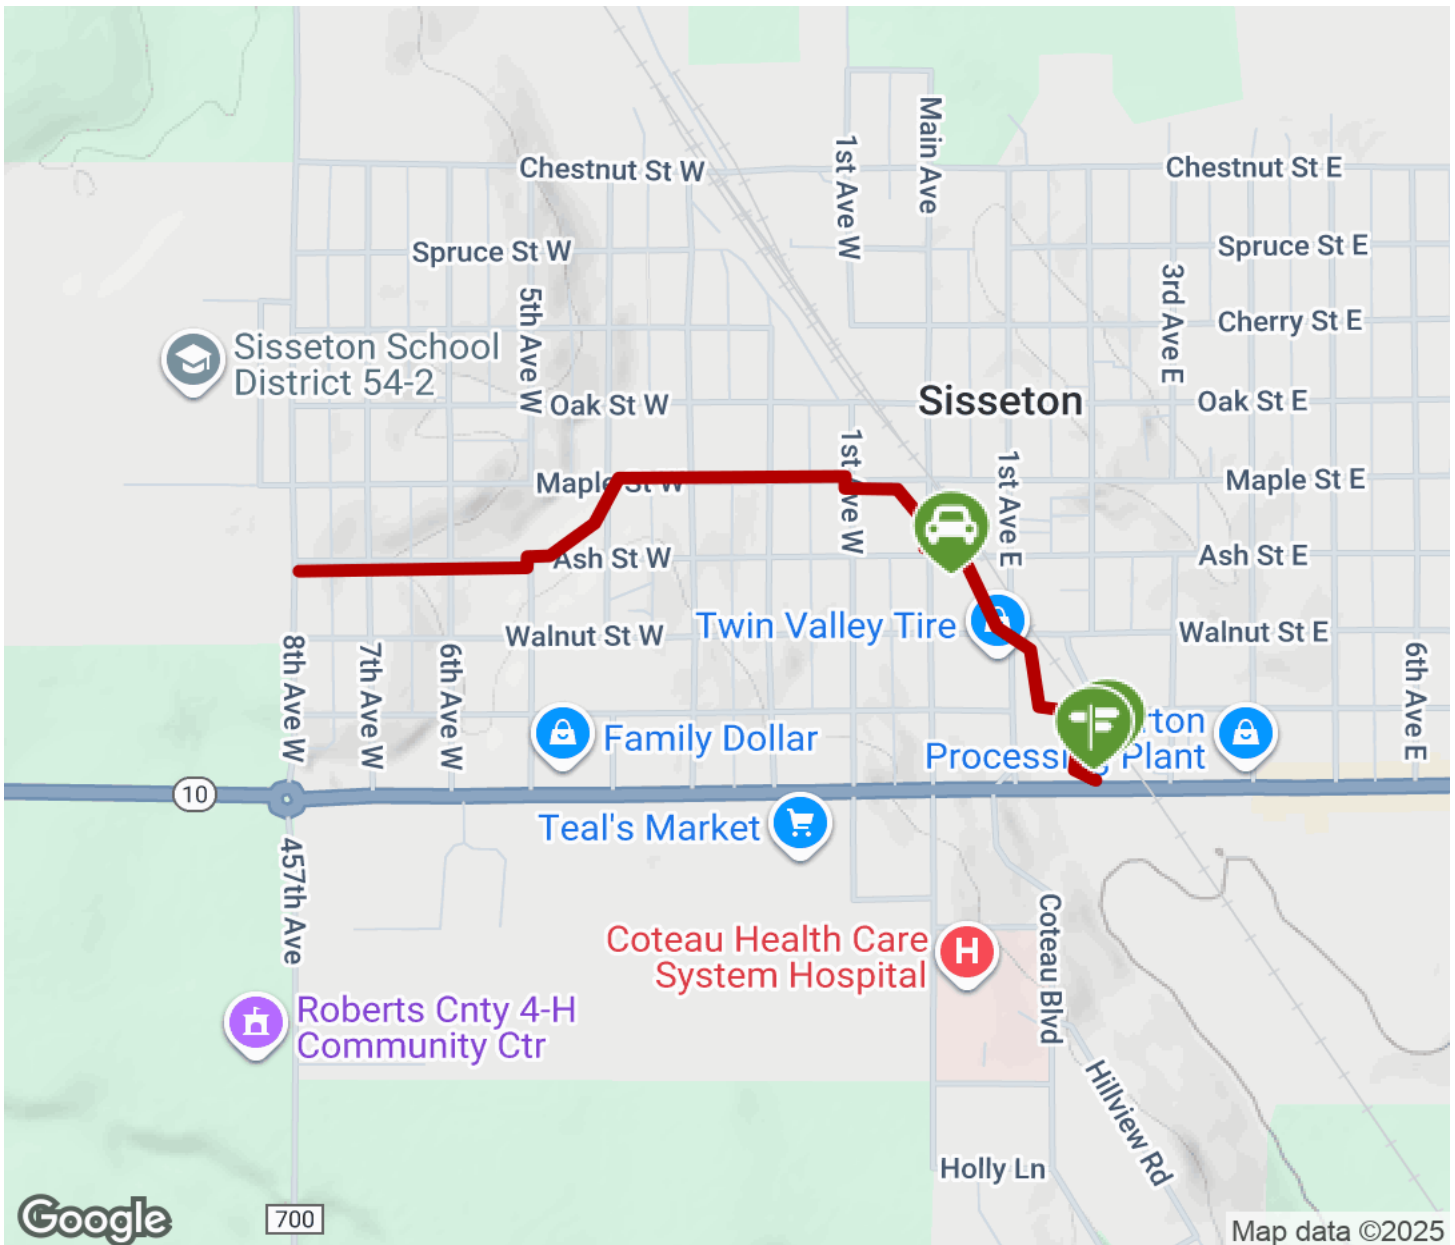 Chestnut St W
Chestnut St E
1st Ave W
Main Ave
Spruce St W
Spruce St E
5th Ave W
3rd Ave E
Cherry St E
Sisseton School
District 54-2
Oak St W
Sisseton
Oak St E
Maple St W
1st Ave W
1st Ave E
Maple St E
Ash St W
Ash St E
Twin Valley Tire
Walnut St W
Walnut St E
8th Ave W
7th Ave W
6th Ave W
6th Ave E
Family Dollar
Processing Plant
10
Teal's Market
457th Ave
Coteau Health Care
System Hospital
H
Coteau Blvd
Roberts Cnty 4-H
Community Ctr
Hillview Rd
Holly Ln
Google
700
Map data ©2025